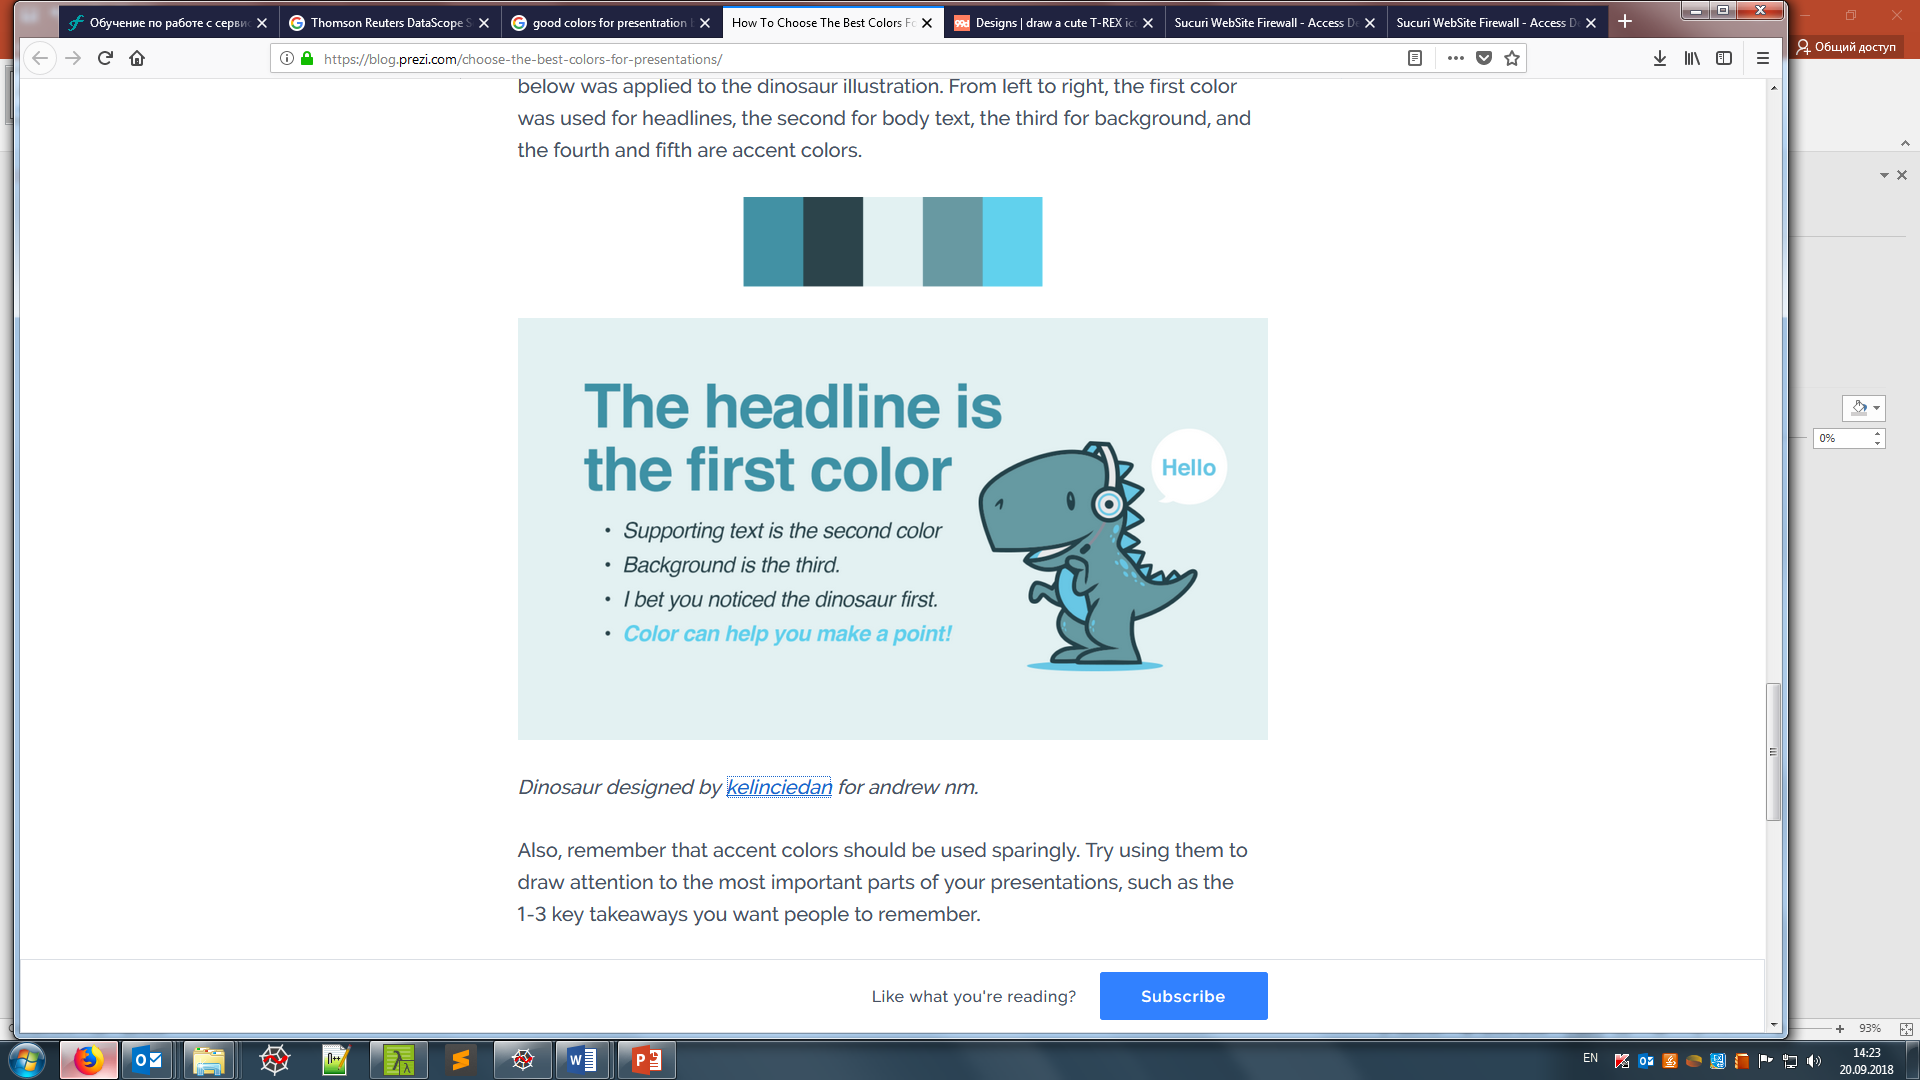 Обучение по работе с сервис
Thomson Reuters DataScope S
good colors for presentation b
How To Choose The Best Colors Fo
Designs | draw a cute T-REX ico
Sucuri WebSite Firewall - Access De
Sucuri WebSite Firewall - Access De
https://blog.prezi.com/choose-the-best-colors-for-presentations/
Общий доступ
below was applied to the dinosaur illustration. From left to right, the first color
was used for headlines, the second for body text, the third for background, and
the fourth and fifth are accent colors.
The headline is
the first color
Hello
• Supporting text is the second color
• Background is the third.
• I bet you noticed the dinosaur first.
• Color can help you make a point!
0%
Dinosaur designed by kelinciedan for andrew nm.
Also, remember that accent colors should be used sparingly. Try using them to
draw attention to the most important parts of your presentations, such as the
1-3 key takeaways you want people to remember.
Like what you're reading?
Subscribe
93%
EN
14:23
20.09.2018